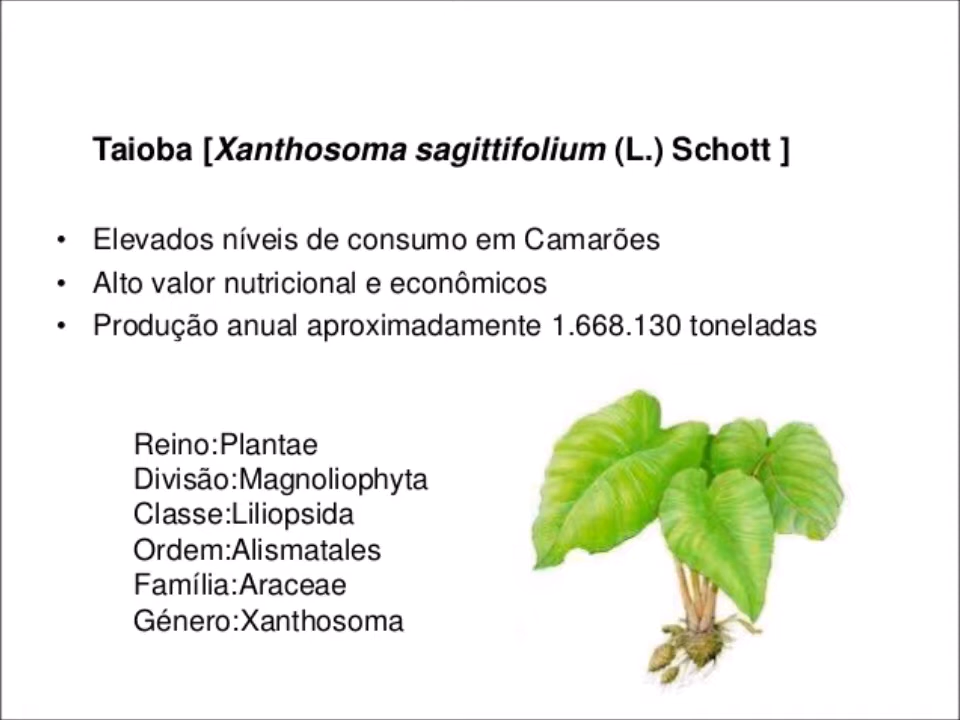 Taioba [Xanthosoma sagittifolium (L.) Schott ]
• Elevados níveis de consumo em Camarões
• Alto valor nutricional e econômicos
• Produção anual aproximadamente 1.668.130 toneladas
Reino:Plantae
Divisão:Magnoliophyta
Classe:Liliopsida
Ordem:Alismatales
Família:Araceae
Género:Xanthosoma